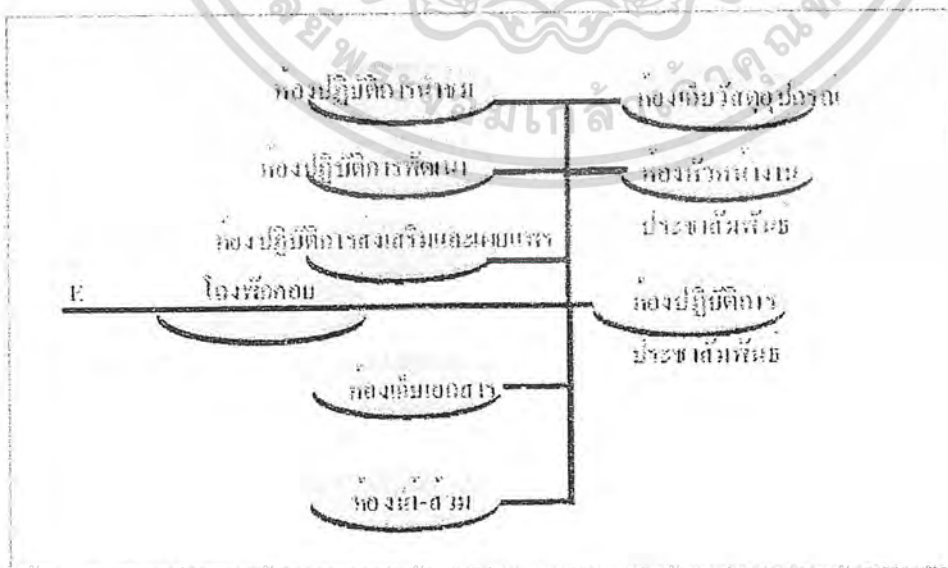 ห้องปฏิบัติการนำชม
ห้องเก็บวัสดุอุปกรณ์
ห้องปฏิบัติการพัฒนา
ห้องหัวหน้างาน
ประชาสัมพันธ์
ห้องปฏิบัติการส่งเสริมและเผยแพร่
E
โถงพักคอย
ห้องปฏิบัติการ
ประชาสัมพันธ์
ห้องเก็บเอกสาร
ห้องน้ำ-ส้วม